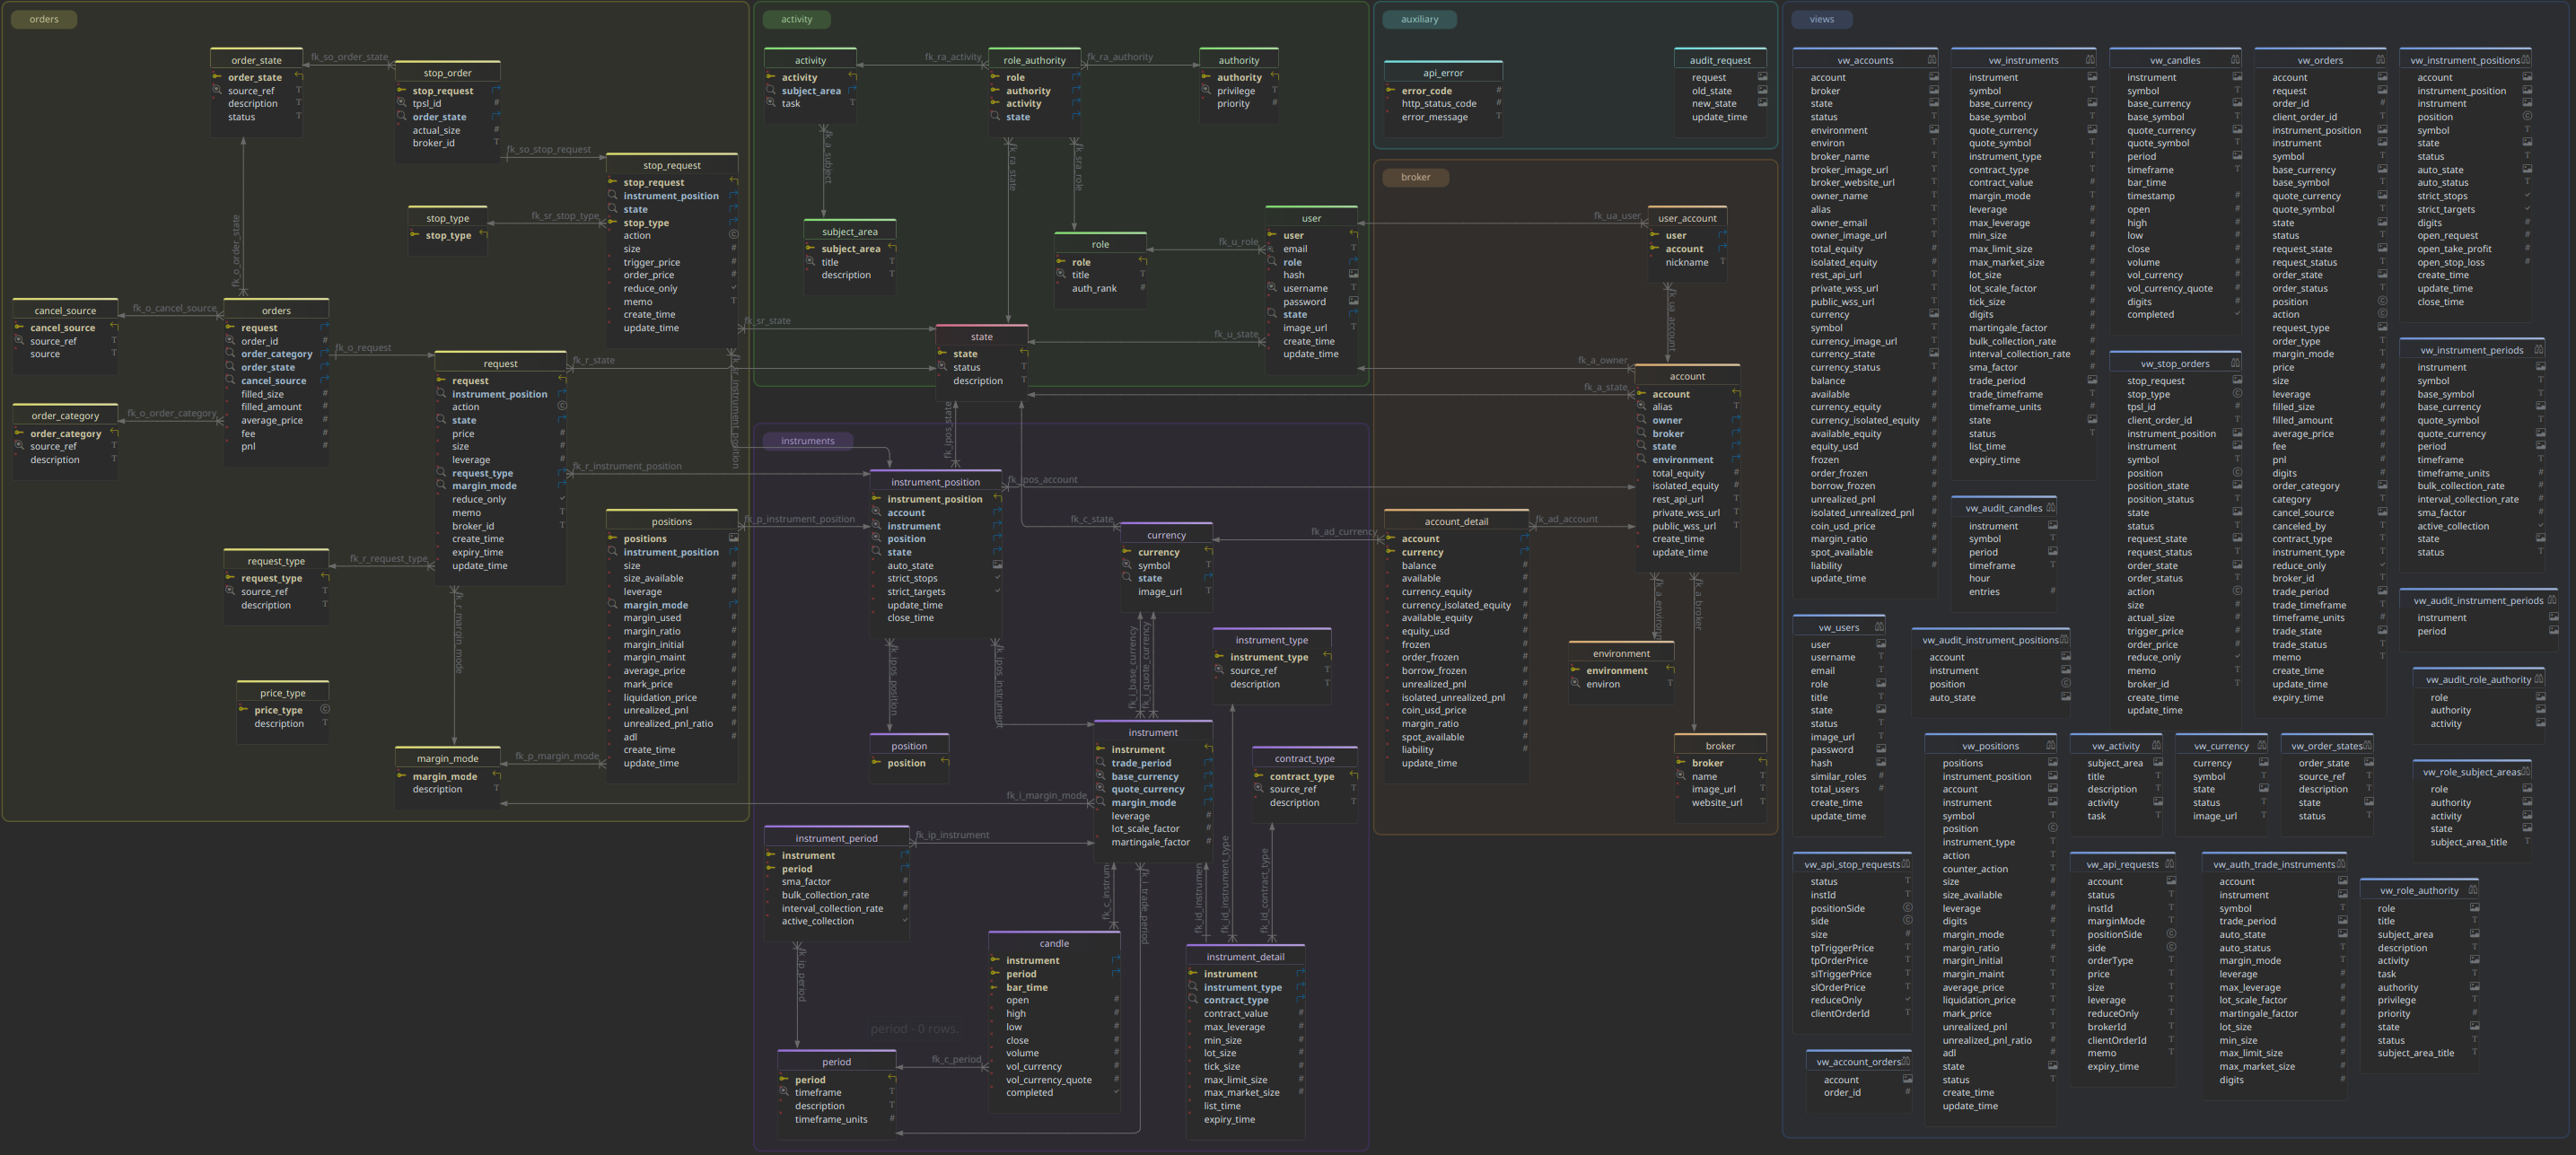 orders
order_state
order_state
source_ref
description
status
fk_so_order_state
stop_order
stop_request
tpsl_id
order_state
actual_size
broker_id
fk_so_stop_request
stop_request
stop_request
instrument_position
state
stop_type
action
size
trigger_price
order_price
reduce_only
memo
create_time
update_time
stop_type
stop_type
fk_sr_stop_type
fk_o_order_state
cancel_source
cancel_source
source_ref
source
fk_o_cancel_source
orders
request
order_id
order_category
order_state
cancel_source
filled_size
filled_amount
average_price
fee
pnl
fk_o_request
order_category
order_category
source_ref
description
fk_o_order_category
request
request
instrument_position
action
state
price
size
leverage
request_type
margin_mode
reduce_only
memo
broker_id
create_time
expiry_time
update_time
fk_r_state
fk_sr_state
fk_sr_instrument_position
fk_r_instrument_position
request_type
request_type
source_ref
description
fk_r_request_type
fk_r_margin_mode
positions
positions
instrument_position
size
size_available
leverage
margin_mode
margin_used
margin_ratio
margin_initial
margin_maint
average_price
mark_price
liquidation_price
unrealized_pnl
unrealized_pnl_ratio
adl
create_time
update_time
fk_p_instrument_position
price_type
price_type
description
margin_mode
margin_mode
description
fk_p_margin_mode
activity
activity
activity
subject_area
task
fk_ra_activity
role_authority
role
authority
activity
state
fk_ra_authority
authority
authority
privilege
priority
fk_a_subject
fk_ra_state
fk_sra_role
subject_area
subject_area
title
description
role
role
title
auth_rank
fk_u_role
user
user
email
role
hash
username
password
state
image_url
create_time
update_time
fk_u_state
state
state
status
description
instruments
fk_ipos_state
instrument_position
instrument_position
account
instrument
position
state
auto_state
strict_stops
strict_targets
update_time
close_time
fk_ipos_account
fk_c_state
currency
currency
symbol
state
image_url
fk_ipos_position
fk_ipos_instrument
fk_i_base_currency
fk_i_quote_currency
instrument_type
instrument_type
source_ref
description
position
position
instrument
instrument
trade_period
base_currency
quote_currency
margin_mode
leverage
lot_scale_factor
martingale_factor
fk_i_margin_mode
contract_type
contract_type
source_ref
description
instrument_period
instrument
period
sma_factor
bulk_collection_rate
interval_collection_rate
active_collection
fk_ip_instrument
fk_ip_period
fk_c_instrum
fk_i_trade_period
fk_id_instrumen
fk_id_instrument_type
fk_id_contract_type
candle
instrument
period
bar_time
open
high
low
close
volume
vol_currency
vol_currency_quote
completed
instrument_detail
instrument
instrument_type
contract_type
contract_value
max_leverage
min_size
lot_size
tick_size
max_limit_size
max_market_size
list_time
expiry_time
period - 0 rows.
period
period
timeframe
description
timeframe_units
fk_c_period
auxiliary
api_error
error_code
http_status_code
error_message
audit_request
request
old_state
new_state
update_time
broker
fk_ua_user
user_account
user
account
nickname
fk_ua_account
fk_a_owner
fk_a_state
account
account
alias
owner
broker
state
environment
total_equity
isolated_equity
rest_api_url
private_wss_url
public_wss_url
create_time
update_time
fk_ad_currency
account_detail
account
currency
balance
available
currency_equity
currency_isolated_equity
available_equity
equity_usd
frozen
order_frozen
borrow_frozen
unrealized_pnl
isolated_unrealized_pnl
coin_usd_price
margin_ratio
spot_available
liability
update_time
fk_ad_account
fk_a_environm
fk_a_broker
environment
environment
environ
broker
broker
name
image_url
website_url
views
vw_accounts
account
broker
state
status
environment
environ
broker_name
broker_image_url
broker_website_url
owner_name
alias
owner_email
owner_image_url
total_equity
isolated_equity
rest_api_url
private_wss_url
public_wss_url
currency
symbol
currency_image_url
currency_state
currency_status
balance
available
currency_equity
currency_isolated_equity
available_equity
equity_usd
frozen
order_frozen
borrow_frozen
unrealized_pnl
isolated_unrealized_pnl
coin_usd_price
margin_ratio
spot_available
liability
update_time
vw_instruments
instrument
symbol
base_currency
base_symbol
quote_currency
quote_symbol
instrument_type
contract_type
contract_value
margin_mode
leverage
max_leverage
min_size
max_limit_size
max_market_size
lot_size
lot_scale_factor
tick_size
digits
martingale_factor
bulk_collection_rate
interval_collection_rate
sma_factor
trade_period
trade_timeframe
timeframe_units
state
status
list_time
expiry_time
vw_candles
instrument
symbol
base_currency
base_symbol
quote_currency
quote_symbol
period
timeframe
bar_time
timestamp
open
high
low
close
volume
vol_currency
vol_currency_quote
digits
completed
vw_orders
account
request
order_id
client_order_id
instrument_position
instrument
symbol
base_currency
base_symbol
quote_currency
quote_symbol
state
status
request_state
request_status
order_state
order_status
position
action
request_type
order_type
margin_mode
price
size
leverage
filled_size
filled_amount
average_price
fee
pnl
digits
order_category
category
cancel_source
canceled_by
contract_type
instrument_type
reduce_only
broker_id
trade_period
trade_timeframe
timeframe_units
trade_state
trade_status
memo
create_time
update_time
expiry_time
vw_instrument_positions
account
instrument_position
instrument
position
symbol
state
status
auto_state
auto_status
strict_stops
strict_targets
digits
open_request
open_take_profit
open_stop_loss
create_time
update_time
close_time
vw_stop_orders
stop_request
stop_type
tpsl_id
client_order_id
instrument_position
instrument
symbol
position
position_state
position_status
state
status
request_state
request_status
order_state
order_status
action
size
actual_size
trigger_price
order_price
reduce_only
memo
broker_id
create_time
update_time
vw_instrument_periods
instrument
symbol
base_symbol
base_currency
quote_symbol
quote_currency
period
timeframe
timeframe_units
bulk_collection_rate
interval_collection_rate
sma_factor
active_collection
state
status
vw_audit_candles
instrument
symbol
period
timeframe
hour
entries
vw_audit_instrument_periods
instrument
period
vw_users
user
username
email
role
title
state
status
image_url
password
hash
similar_roles
total_users
create_time
update_time
vw_audit_instrument_positions
account
instrument
position
auto_state
vw_audit_role_authority
role
authority
activity
vw_positions
positions
instrument_position
account
instrument
symbol
position
instrument_type
action
counter_action
size
size_available
leverage
digits
margin_mode
margin_ratio
margin_initial
margin_maint
average_price
liquidation_price
mark_price
unrealized_pnl
unrealized_pnl_ratio
adl
state
status
create_time
update_time
vw_activity
subject_area
title
description
activity
task
vw_currency
currency
symbol
state
status
image_url
vw_order_states
order_state
source_ref
description
state
status
vw_role_subject_areas
role
authority
activity
state
subject_area_title
vw_api_stop_requests
status
instId
positionSide
side
size
tpTriggerPrice
tpOrderPrice
slTriggerPrice
slOrderPrice
reduceOnly
clientOrderId
vw_api_requests
account
status
instId
marginMode
positionSide
side
orderType
price
size
leverage
reduceOnly
brokerId
clientOrderId
memo
expiry_time
vw_auth_trade_instruments
account
instrument
symbol
trade_period
auto_state
auto_status
margin_mode
leverage
max_leverage
lot_scale_factor
martingale_factor
lot_size
min_size
max_limit_size
max_market_size
digits
vw_role_authority
role
title
subject_area
description
activity
task
authority
privilege
priority
state
status
subject_area_title
vw_account_orders
account
order_id